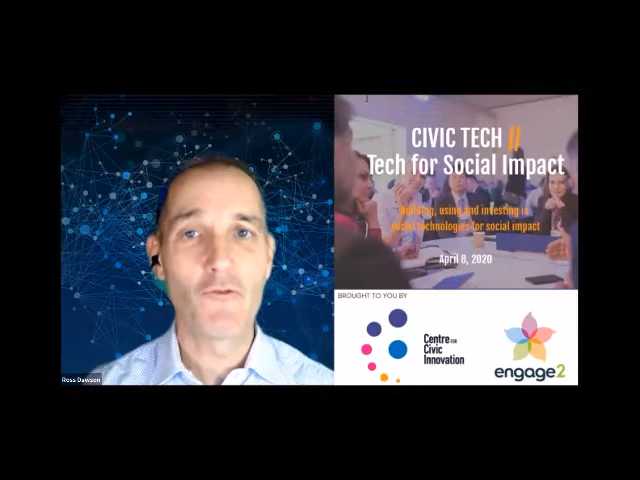 CIVIC TECH //
Tech for Social Impact
Building, using and investing in
social technologies for social impact
April 8, 2020
BROUGHT TO YOU BY
Centre FOR
Civic
Innovation
engage2
Ross Dawson